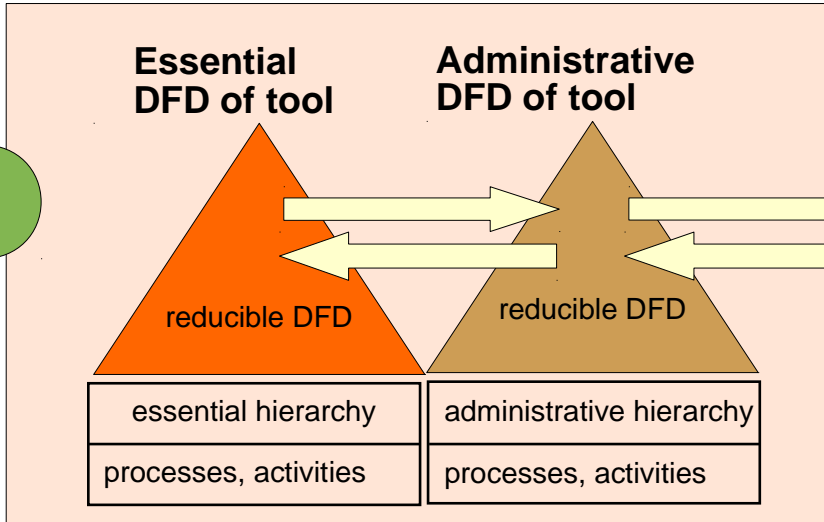 Essential
DFD of tool
Administrative
DFD of tool
reducible DFD
reducible DFD
essential hierarchy
administrative hierarchy
processes, activities
processes, activities